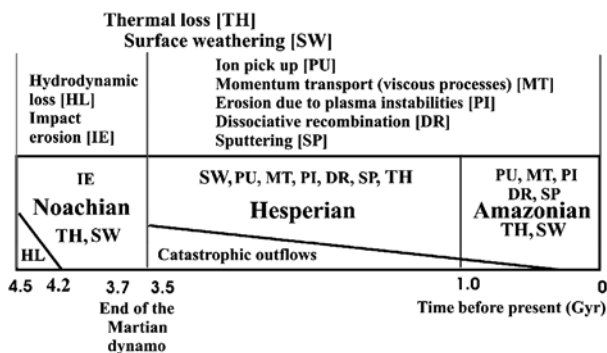 Thermal loss [TH]
Surface weathering [SW]
Hydrodynamic
loss [HL]
Impact
erosion [IE]
Ion pick up [PU]
Momentum transport (viscous processes) [MT]
Erosion due to plasma instabilities [PI]
Dissociative recombination [DR]
Sputtering [SP]
IE
Noachian
TH, SW
HL
SW, PU, MT, PI, DR, SP, TH
Hesperian
Catastrophic outflows
PU, MT, PI
DR, SP
Amazonian
TH, SW
4.5 4.2 3.7 3.5 1.0 0
End of the
Martian
dynamo
Time before present (Gyr)